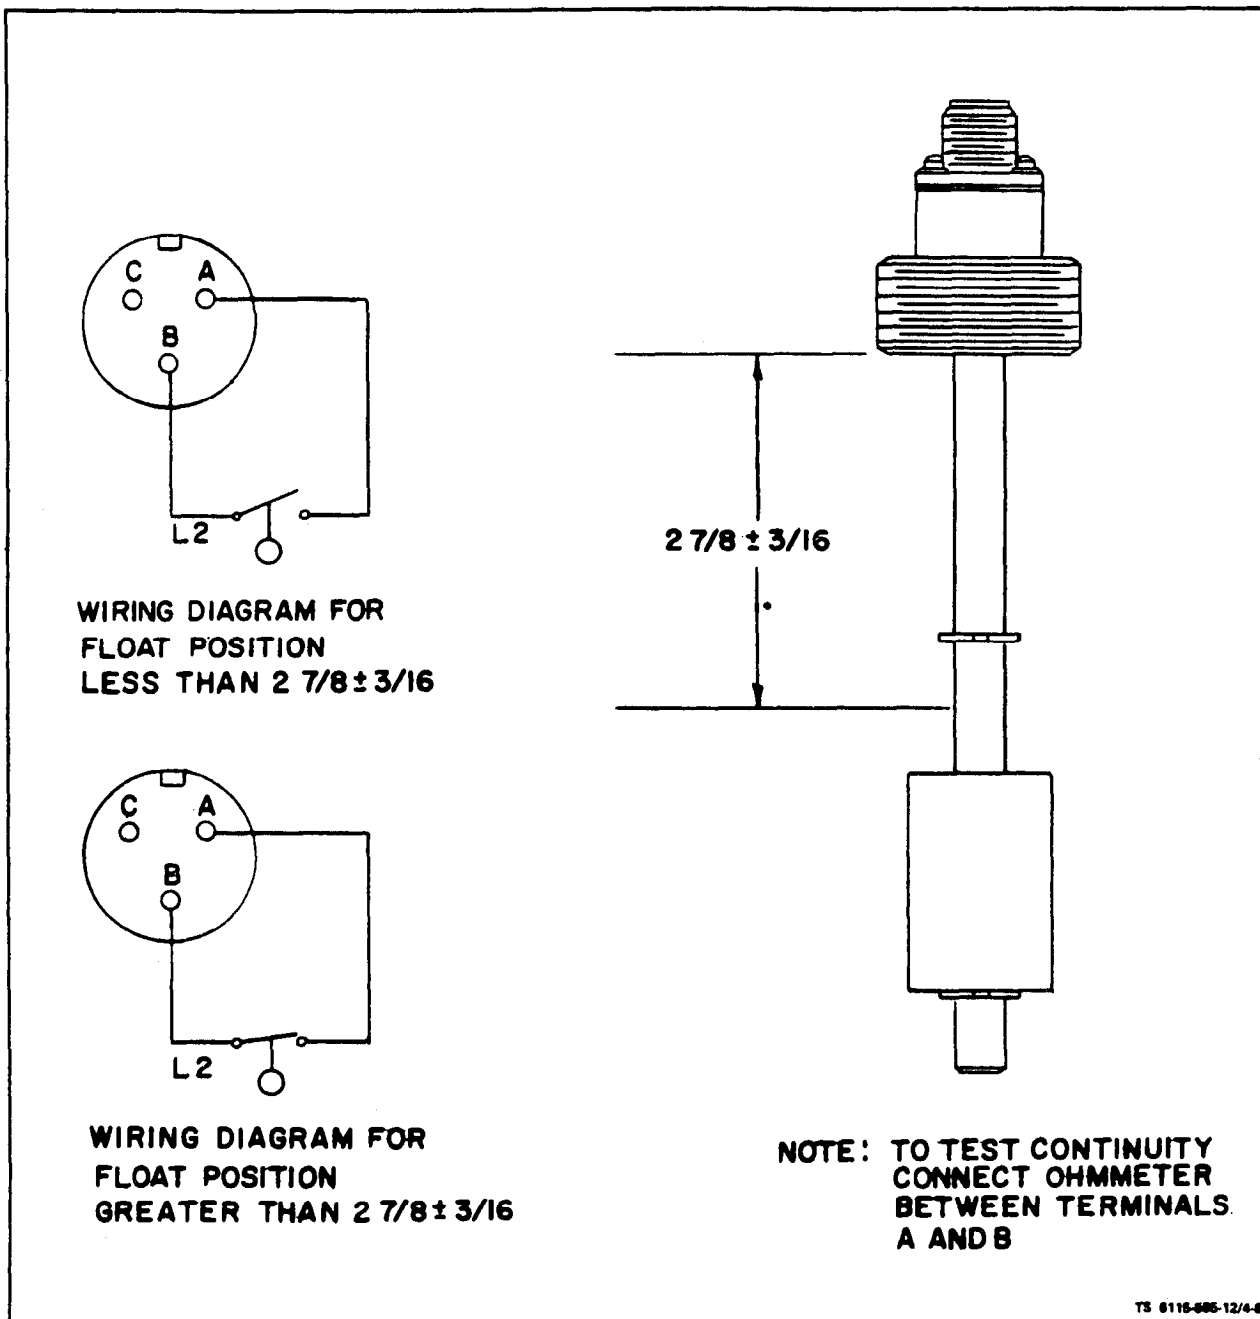 C A
B
L2
WIRING DIAGRAM FOR
FLOAT POSITION
LESS THAN 2 7/8 ± 3/16
C A
B
L2
WIRING DIAGRAM FOR
FLOAT POSITION
GREATER THAN 2 7/8 ± 3/16
2 7/8 ± 3/16
NOTE: TO TEST CONTINUITY
CONNECT OHMMETER
BETWEEN TERMINALS
A AND B
TS